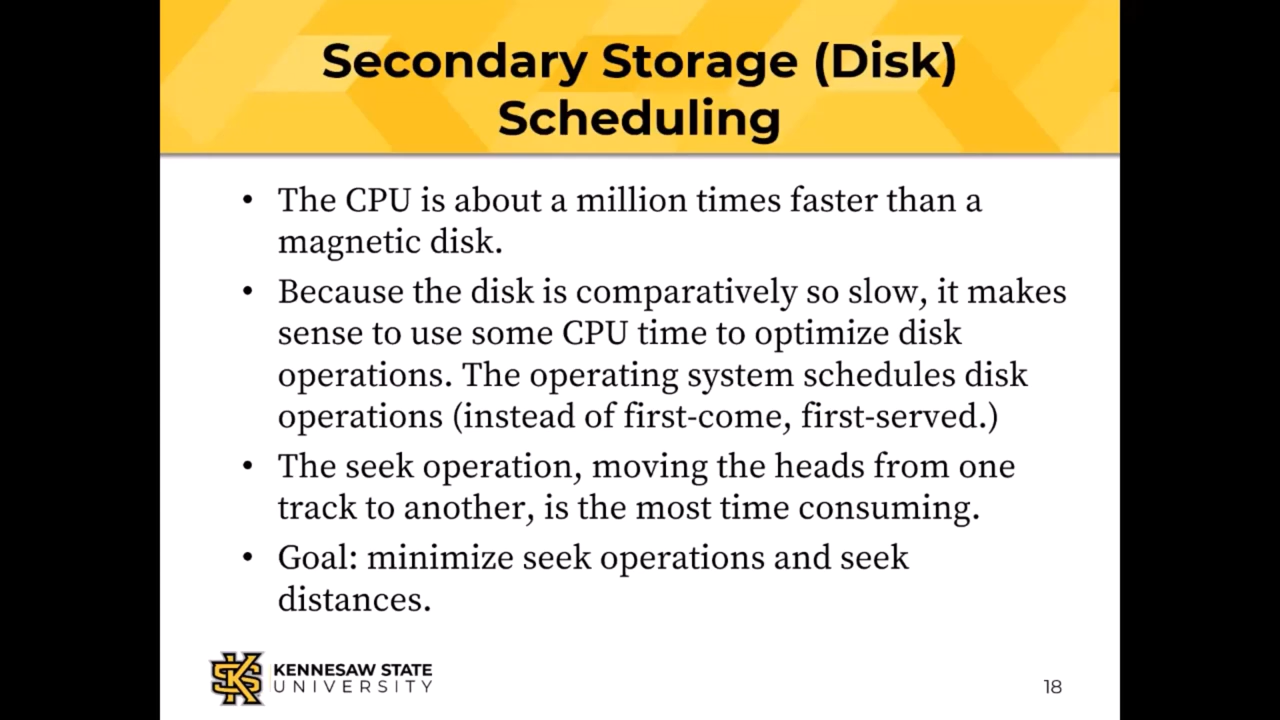 Secondary Storage (Disk)
Scheduling
• The CPU is about a million times faster than a
magnetic disk.
• Because the disk is comparatively so slow, it makes
sense to use some CPU time to optimize disk
operations. The operating system schedules disk
operations (instead of first-come, first-served.)
• The seek operation, moving the heads from one
track to another, is the most time consuming.
• Goal: minimize seek operations and seek
distances.
KENNESAW STATE
UNIVERSITY
18